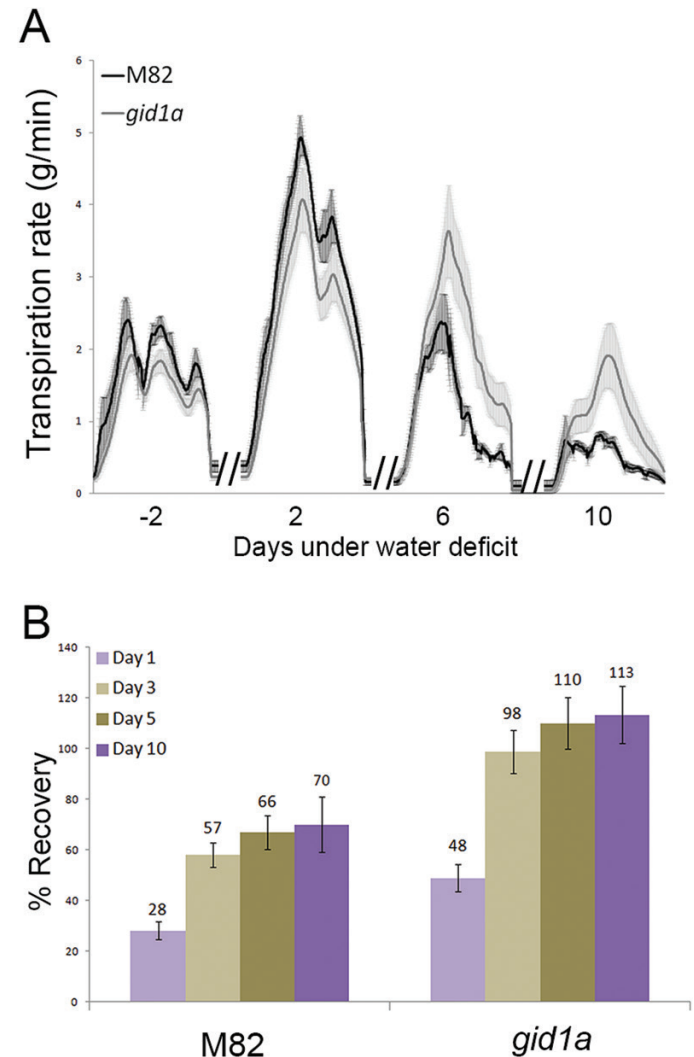 A
6
5
4
3
2
1
0
Transpiration rate (g/min)
M82
gid1a
-2 2 6 10
Days under water deficit
B
140
120
100
80
60
40
20
0
% Recovery
Day 1
Day 3
Day 5
Day 10
28 57 66 70
48 98 110 113
M82 gid1a